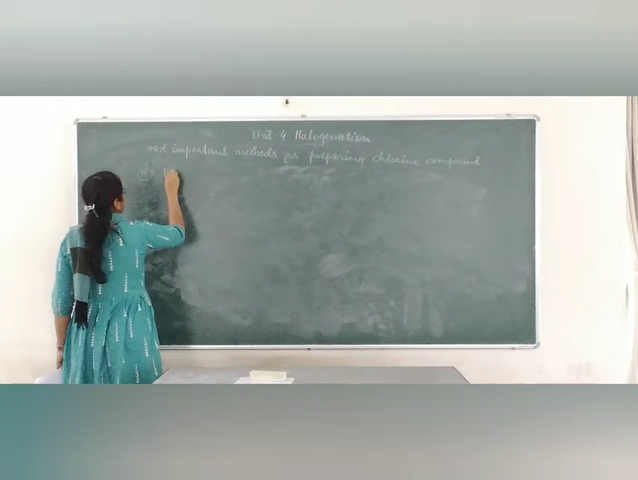 Unit-4 Halogenation
most important methods for preparing chlorine compound